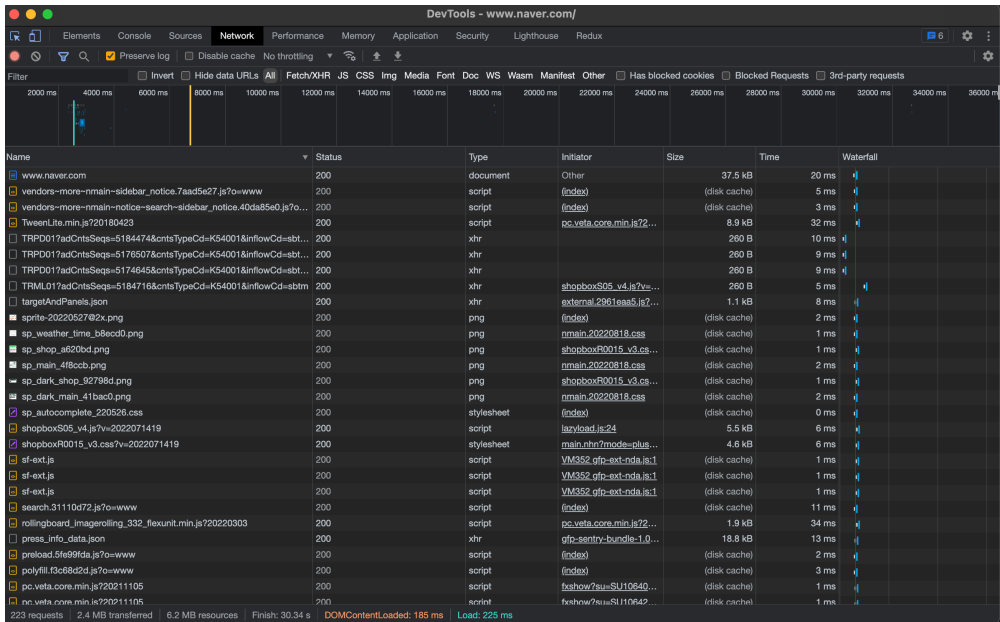 DevTools - www.naver.com/
Elements Console Sources Network Performance Memory Application Security Lighthouse Redux 6
Preserve log Disable cache No throttling
Filter Invert Hide data URLs All Fetch/XHR JS CSS Img Media Font Doc WS Wasm Manifest Other Has blocked cookies Blocked Requests 3rd-party requests
2000 ms 4000 ms 6000 ms 8000 ms 10000 ms 12000 ms 14000 ms 16000 ms 18000 ms 20000 ms 22000 ms 24000 ms 26000 ms 28000 ms 30000 ms 32000 ms 34000 ms 36000 m
Name Status Type Initiator Size Time Waterfall
www.naver.com 200 document Other 37.5 kB 20 ms
vendors~more~nmain~sidebar_notice.7aad5e27.js?o=www 200 script (index) (disk cache) 5 ms
vendors~more~nmain~notice~search~sidebar_notice.40da85e0.js?o... 200 script (index) (disk cache) 3 ms
TweenLite.min.js?20180423 200 script pc.veta.core.min.js?2... 8.9 kB 32 ms
TRPD01?adCntsSeqs=5184474&cntsTypeCd=K54001&inflowCd=sbt... 200 xhr 260 B 10 ms
TRPD01?adCntsSeqs=5176507&cntsTypeCd=K54001&inflowCd=sbt... 200 xhr 260 B 9 ms
TRPD01?adCntsSeqs=5174645&cntsTypeCd=K54001&inflowCd=sbt... 200 xhr 260 B 9 ms
TRML01?adCntsSeqs=5184716&cntsTypeCd=K54001&inflowCd=sbtm 200 xhr shopboxS05_v4.js?v=... 260 B 5 ms
targetAndPanels.json 200 xhr external.2961eaa5.js?... 1.1 kB 8 ms
sprite-20220527@2x.png 200 png (index) (disk cache) 2 ms
sp_weather_time_b8ecd0.png 200 png nmain.20220818.css (disk cache) 1 ms
sp_shop_a620bd.png 200 png shopboxR0015_v3.cs... (disk cache) 1 ms
sp_main_4f8ccb.png 200 png nmain.20220818.css (disk cache) 2 ms
sp_dark_shop_92798d.png 200 png shopboxR0015_v3.cs... (disk cache) 1 ms
sp_dark_main_41bac0.png 200 png nmain.20220818.css (disk cache) 2 ms
sp_autocomplete_220526.css 200 stylesheet (index) (disk cache) 0 ms
shopboxS05_v4.js?v=2022071419 200 script lazyload.js:24 5.5 kB 6 ms
shopboxR0015_v3.css?v=2022071419 200 stylesheet main.nhn?mode=plus... 4.6 kB 6 ms
sf-ext.js 200 script VM352 gfp-ext-nda.js:1 (disk cache) 1 ms
sf-ext.js 200 script VM352 gfp-ext-nda.js:1 (disk cache) 1 ms
sf-ext.js 200 script VM352 gfp-ext-nda.js:1 (disk cache) 1 ms
search.31110d72.js?o=www 200 script (index) (disk cache) 11 ms
rollingboard_imagerolling_332_flexunit.min.js?20220303 200 script pc.veta.core.min.js?2... 1.9 kB 34 ms
press_info_data.json 200 xhr gfp-sentry-bundle-1.0... 18.8 kB 13 ms
preload.5fe99fda.js?o=www 200 script (index) (disk cache) 2 ms
polyfill.f3c68d2d.js?o=www 200 script (index) (disk cache) 3 ms
pc.veta.core.min.js?20211105 200 script fxshow?su=SU10640... (disk cache) 1 ms
pc.veta.core.min.js?20211105 200 script fxshow?su=SU10642... (disk cache) 1 ms
223 requests 2.4 MB transferred 6.2 MB resources Finish: 30.34 s DOMContentLoaded: 185 ms Load: 225 ms